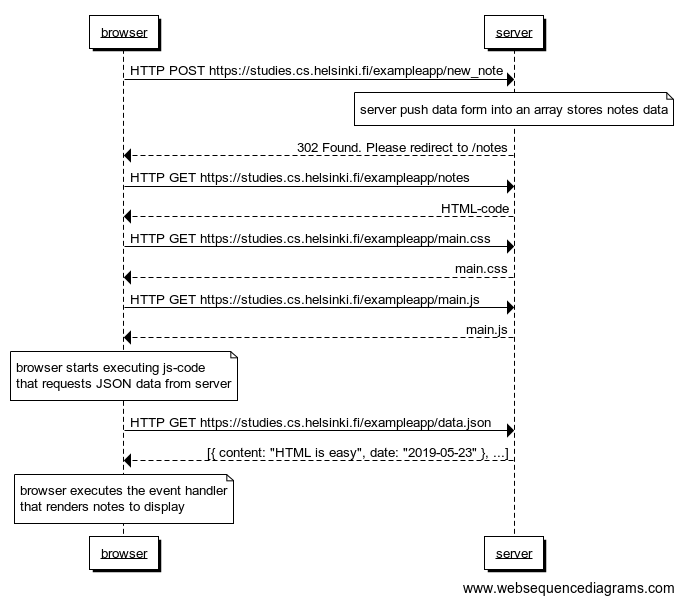 browser
server
HTTP POST https://studies.cs.helsinki.fi/exampleapp/new_note
server push data form into an array stores notes data
302 Found. Please redirect to /notes
HTTP GET https://studies.cs.helsinki.fi/exampleapp/notes
HTML-code
HTTP GET https://studies.cs.helsinki.fi/exampleapp/main.css
main.css
HTTP GET https://studies.cs.helsinki.fi/exampleapp/main.js
main.js
browser starts executing js-code
that requests JSON data from server
HTTP GET https://studies.cs.helsinki.fi/exampleapp/data.json
[{ content: "HTML is easy", date: "2019-05-23" }, ...]
browser executes the event handler
that renders notes to display
browser
server
www.websequencediagrams.com